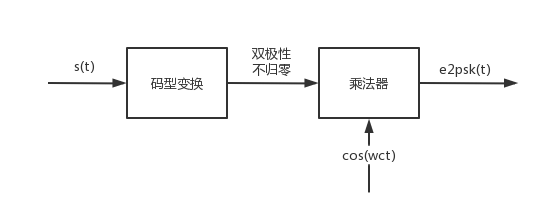 s(t)
码型变换
双极性
不归零
乘法器
e2psk(t)
cos(wct)